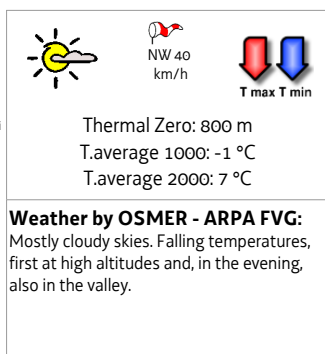 NW 40
km/h
T max T min
Thermal Zero: 800 m
T.average 1000: -1 °C
T.average 2000: 7 °C
Weather by OSMER - ARPA FVG:
Mostly cloudy skies. Falling temperatures,
first at high altitudes and, in the evening,
also in the valley.